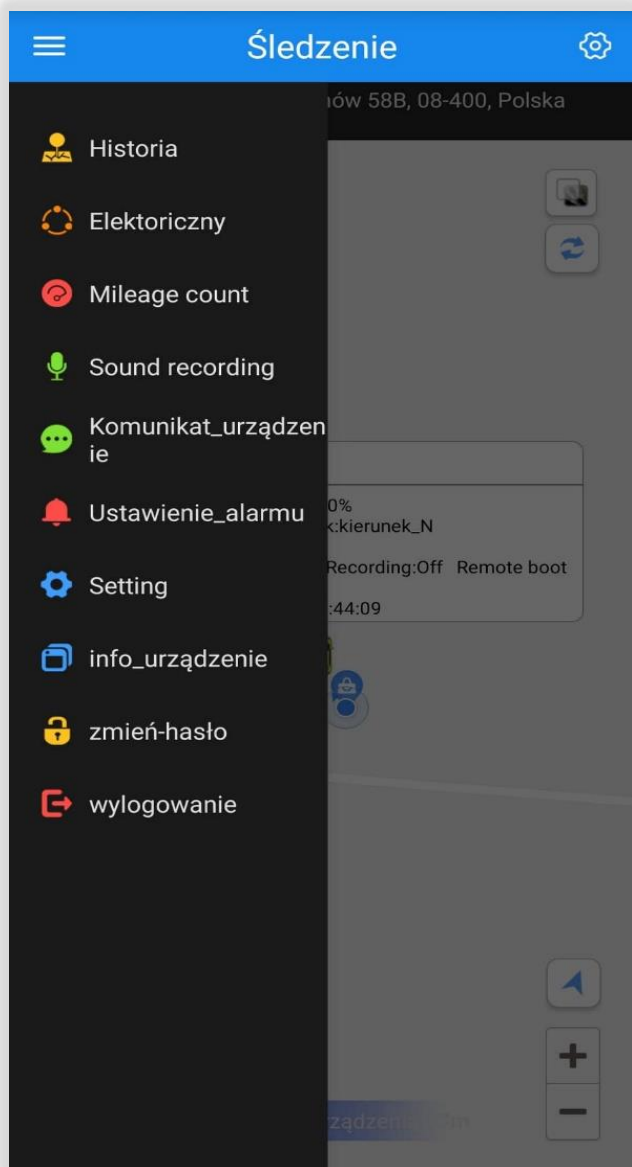 Śledzenie
ów 58B, 08-400, Polska
Historia
Elektoriczny
Mileage count
Sound recording
Komunikat_urządzen
ie
Ustawienie_alarmu
0%
:kierunek_N
Setting
Recording:Off Remote boot
:44:09
info_urządzenie
zmień-hasło
wylogowanie